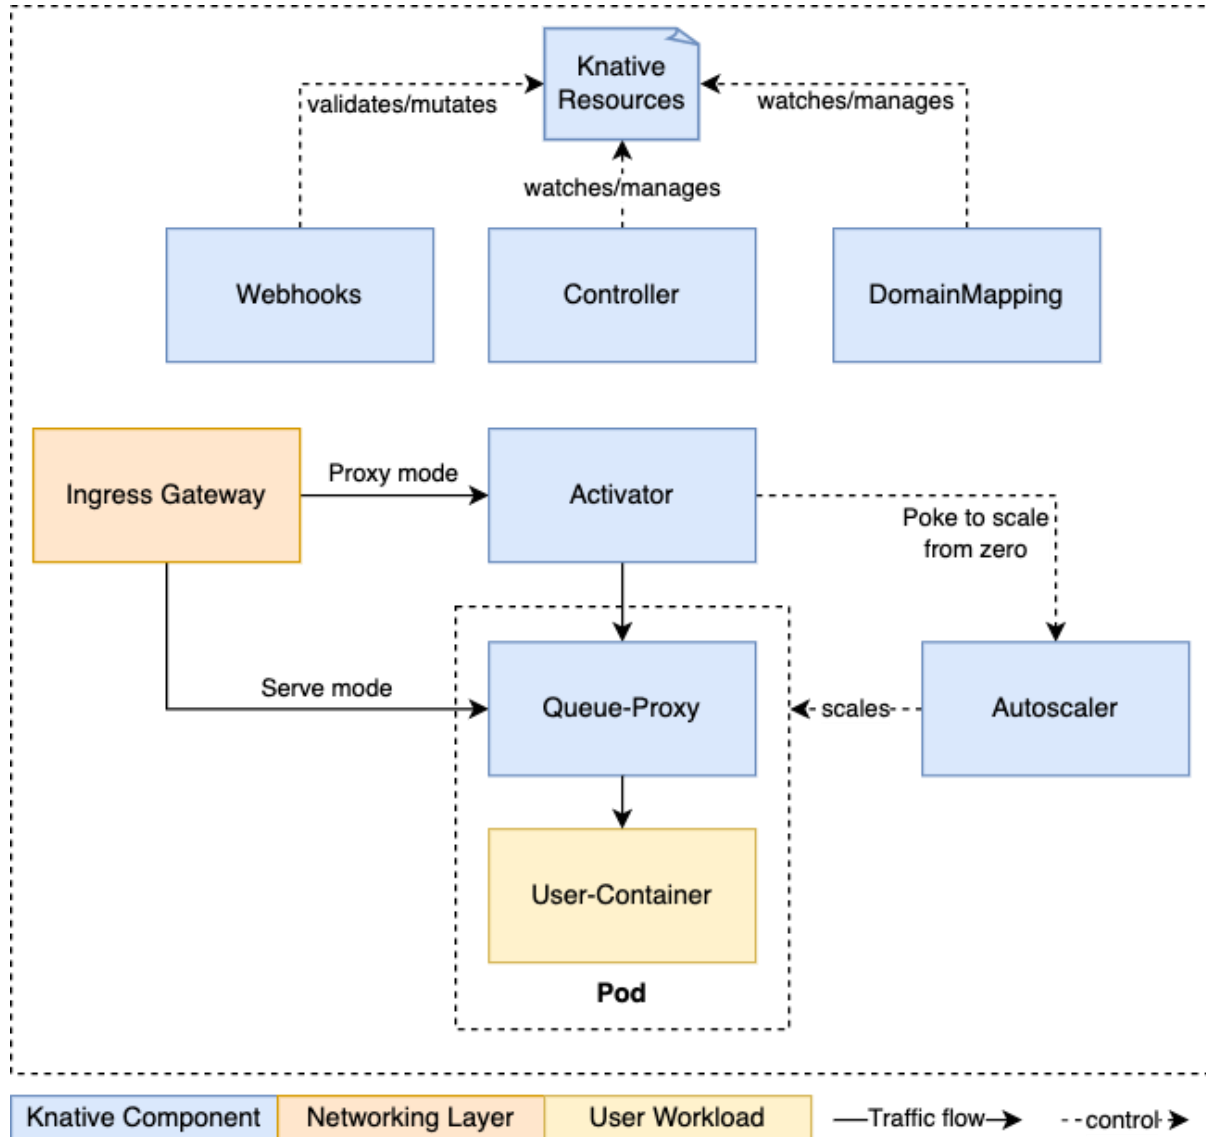 Knative
Resources
validates/mutates
watches/manages
watches/manages
Webhooks
Controller
DomainMapping
Ingress Gateway
Proxy mode
Activator
Poke to scale
from zero
Serve mode
Queue-Proxy
scales
Autoscaler
User-Container
Pod
Knative Component
Networking Layer
User Workload
Traffic flow
control